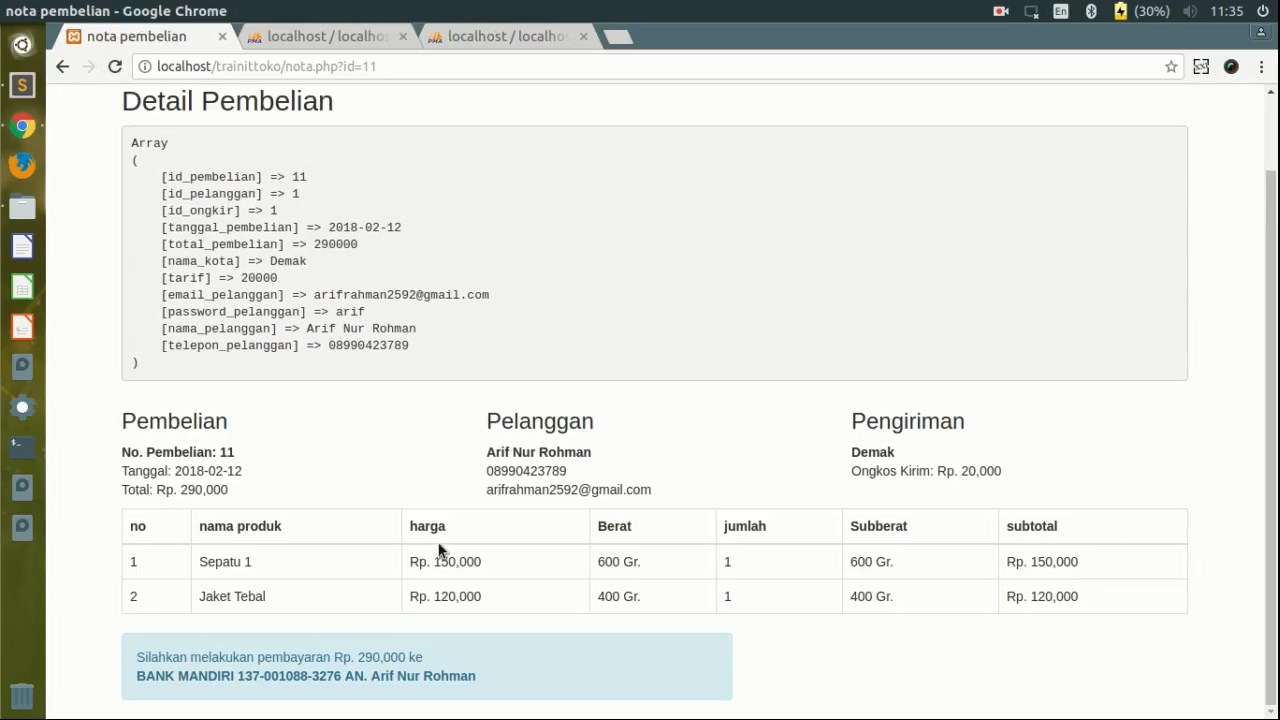 nota pembelian - Google Chrome
En
(30%)
11:35
nota pembelian
localhost / localhos
localhost / localhos
localhost/trainittoko/nota.php?id=11
Detail Pembelian
Array
(
[id_pembelian] => 11
[id_pelanggan] => 1
[id_ongkir] => 1
[tanggal_pembelian] => 2018-02-12
[total_pembelian] => 290000
[nama_kota] => Demak
[tarif] => 20000
[email_pelanggan] => arifrahman2592@gmail.com
[password_pelanggan] => arif
[nama_pelanggan] => Arif Nur Rohman
[telepon_pelanggan] => 08990423789
)
Pembelian
No. Pembelian: 11
Tanggal: 2018-02-12
Total: Rp. 290,000
Pelanggan
Arif Nur Rohman
08990423789
arifrahman2592@gmail.com
Pengiriman
Demak
Ongkos Kirim: Rp. 20,000
no nama produk harga Berat jumlah Subberat subtotal
1 Sepatu 1 Rp. 150,000 600 Gr. 1 600 Gr. Rp. 150,000
2 Jaket Tebal Rp. 120,000 400 Gr. 1 400 Gr. Rp. 120,000
Silahkan melakukan pembayaran Rp. 290,000 ke
BANK MANDIRI 137-001088-3276 AN. Arif Nur Rohman